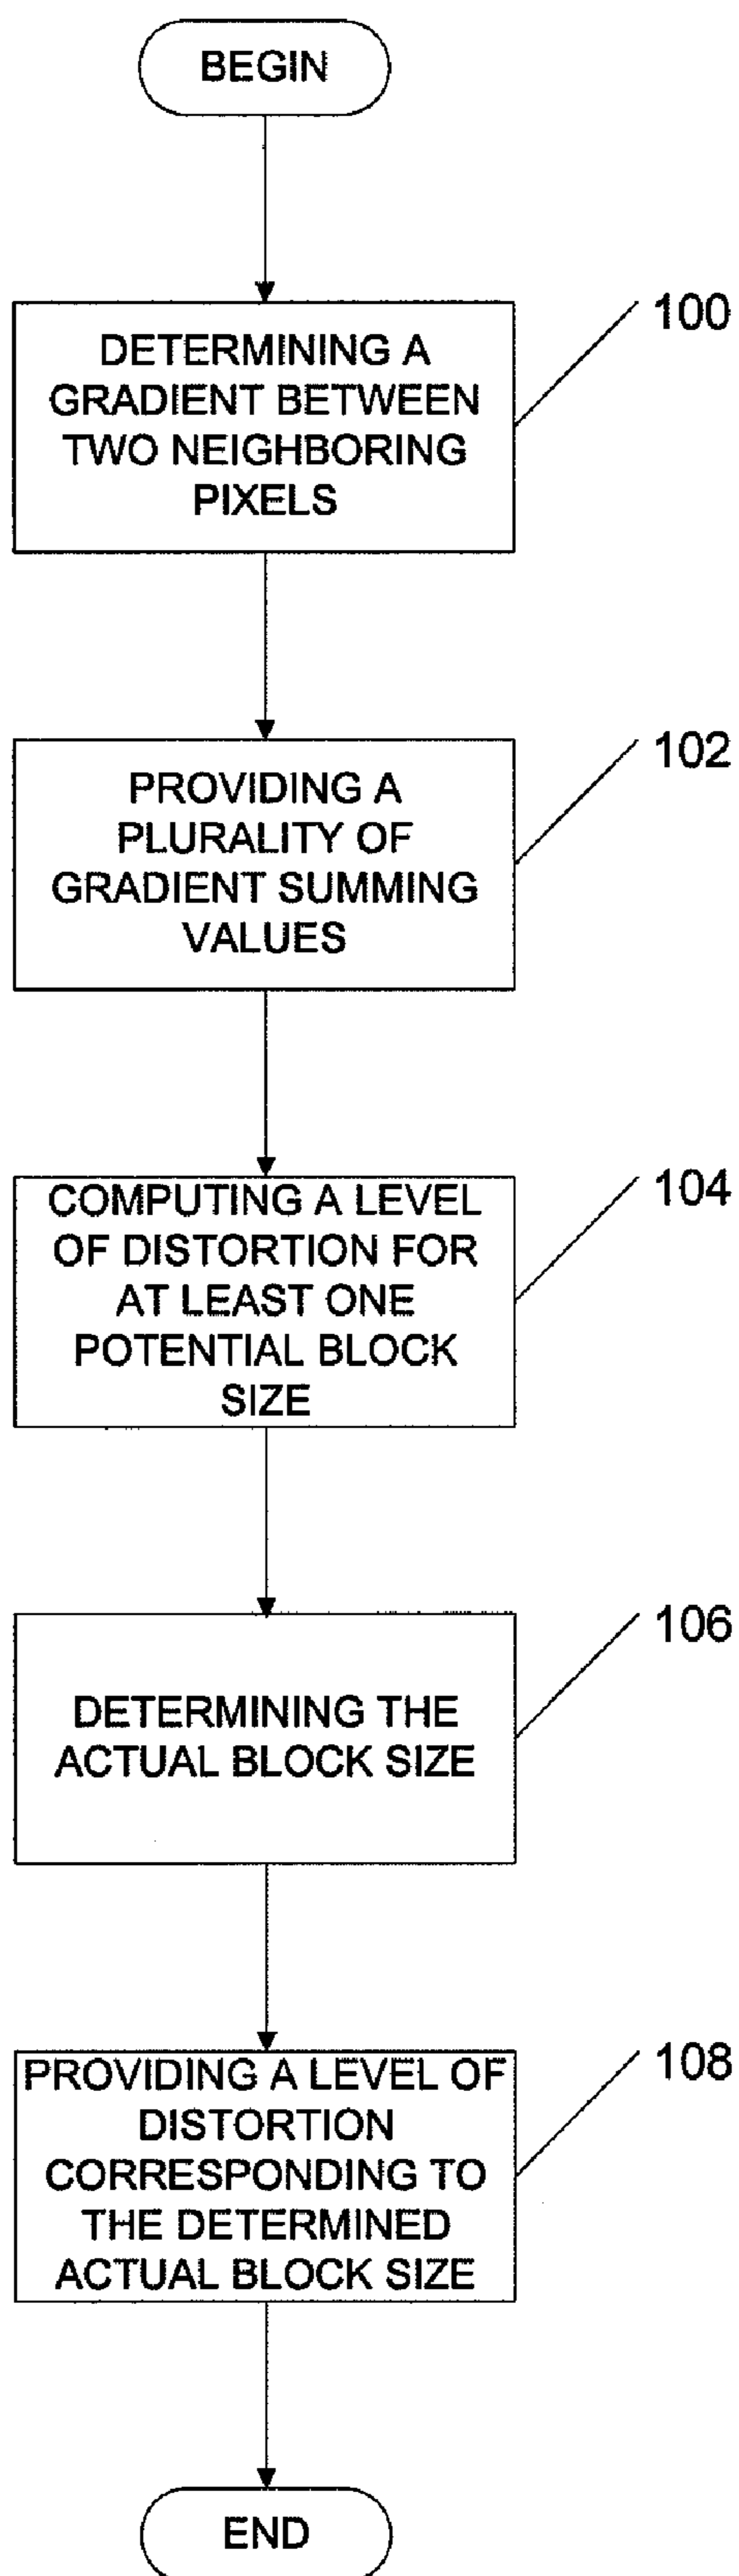 BEGIN
DETERMINING A
GRADIENT BETWEEN
TWO NEIGHBORING
PIXELS
100
PROVIDING A
PLURALITY OF
GRADIENT SUMMING
VALUES
102
COMPUTING A LEVEL
OF DISTORTION FOR
AT LEAST ONE
POTENTIAL BLOCK
SIZE
104
DETERMINING THE
ACTUAL BLOCK SIZE
106
PROVIDING A LEVEL OF
DISTORTION
CORRESPONDING TO
THE DETERMINED
ACTUAL BLOCK SIZE
108
END